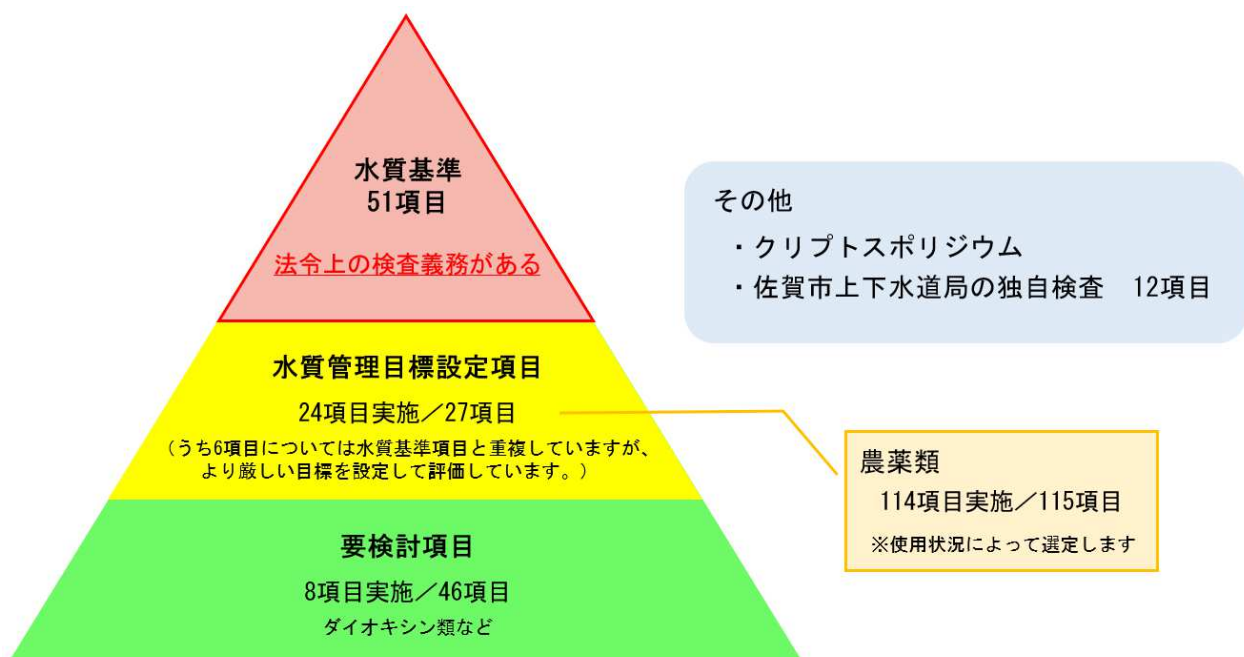 水質基準
51項目
法令上の検査義務がある
水質管理目標設定項目
24項目実施／27項目
（うち6項目については水質基準項目と重複していますが、
より厳しい目標を設定して評価しています。）
要検討項目
8項目実施／46項目
ダイオキシン類など
その他
・クリプトスポリジウム
・佐賀市上下水道局の独自検査　12項目
農薬類
114項目実施／115項目
※使用状況によって選定します